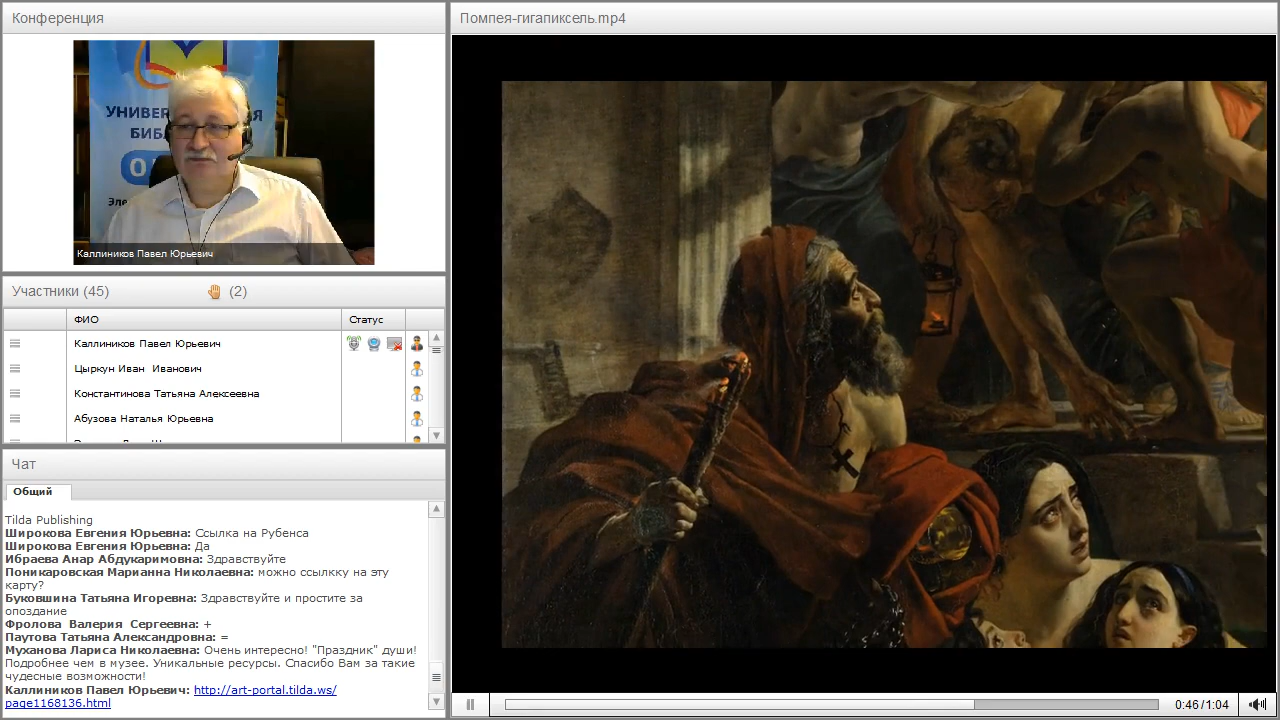 Конференция
УНИВЕР
БИБЛ
Каллиников Павел Юрьевич
Участники (45)
(2)
ФИО
Статус
Каллиников Павел Юрьевич
Цыркун Иван Иванович
Константинова Татьяна Алексеевна
Абузова Наталья Юрьевна
Чат
Общий
Tilda Publishing
Широкова Евгения Юрьевна: Ссылка на Рубенса
Широкова Евгения Юрьевна: Да
Ибраева Анар Абдукаримовна: Здравствуйте
Поникаровская Марианна Николаевна: можно ссылкку на эту
карту?
Буковшина Татьяна Игоревна: Здравствуйте и простите за
опоздание
Фролова Валерия Сергеевна: +
Паутова Татьяна Александровна: =
Муханова Лариса Николаевна: Очень интересно! "Праздник" души!
Подробнее чем в музее. Уникальные ресурсы. Спасибо Вам за такие
чудесные возможности!
Каллиников Павел Юрьевич: http://art-portal.tilda.ws/
page1168136.html
Помпея-гигапиксель.mp4
0:46/1:04